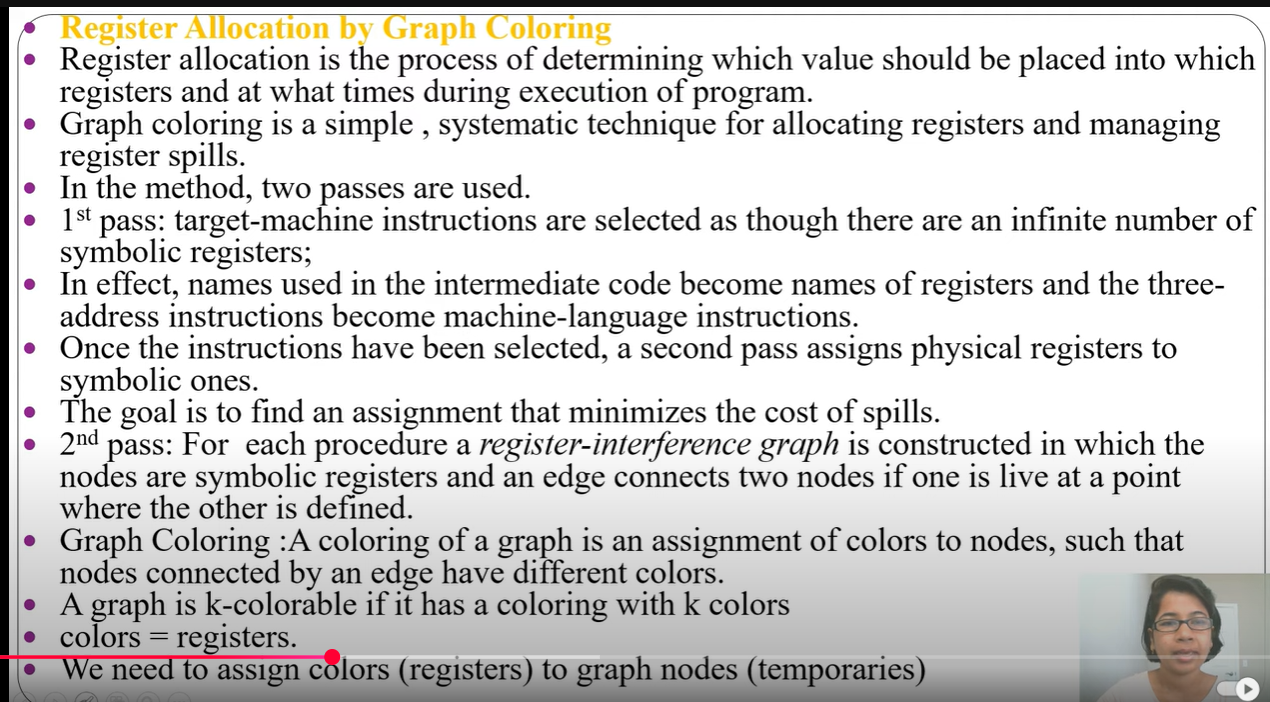 Register Allocation by Graph Coloring
Register allocation is the process of determining which value should be placed into which
registers and at what times during execution of program.
Graph coloring is a simple , systematic technique for allocating registers and managing
register spills.
In the method, two passes are used.
1st pass: target-machine instructions are selected as though there are an infinite number of
symbolic registers;
In effect, names used in the intermediate code become names of registers and the three-
address instructions become machine-language instructions.
Once the instructions have been selected, a second pass assigns physical registers to
symbolic ones.
The goal is to find an assignment that minimizes the cost of spills.
2nd pass: For each procedure a register-interference graph is constructed in which the
nodes are symbolic registers and an edge connects two nodes if one is live at a point
where the other is defined.
Graph Coloring :A coloring of a graph is an assignment of colors to nodes, such that
nodes connected by an edge have different colors.
A graph is k-colorable if it has a coloring with k colors
colors = registers.
We need to assign colors (registers) to graph nodes (temporaries)